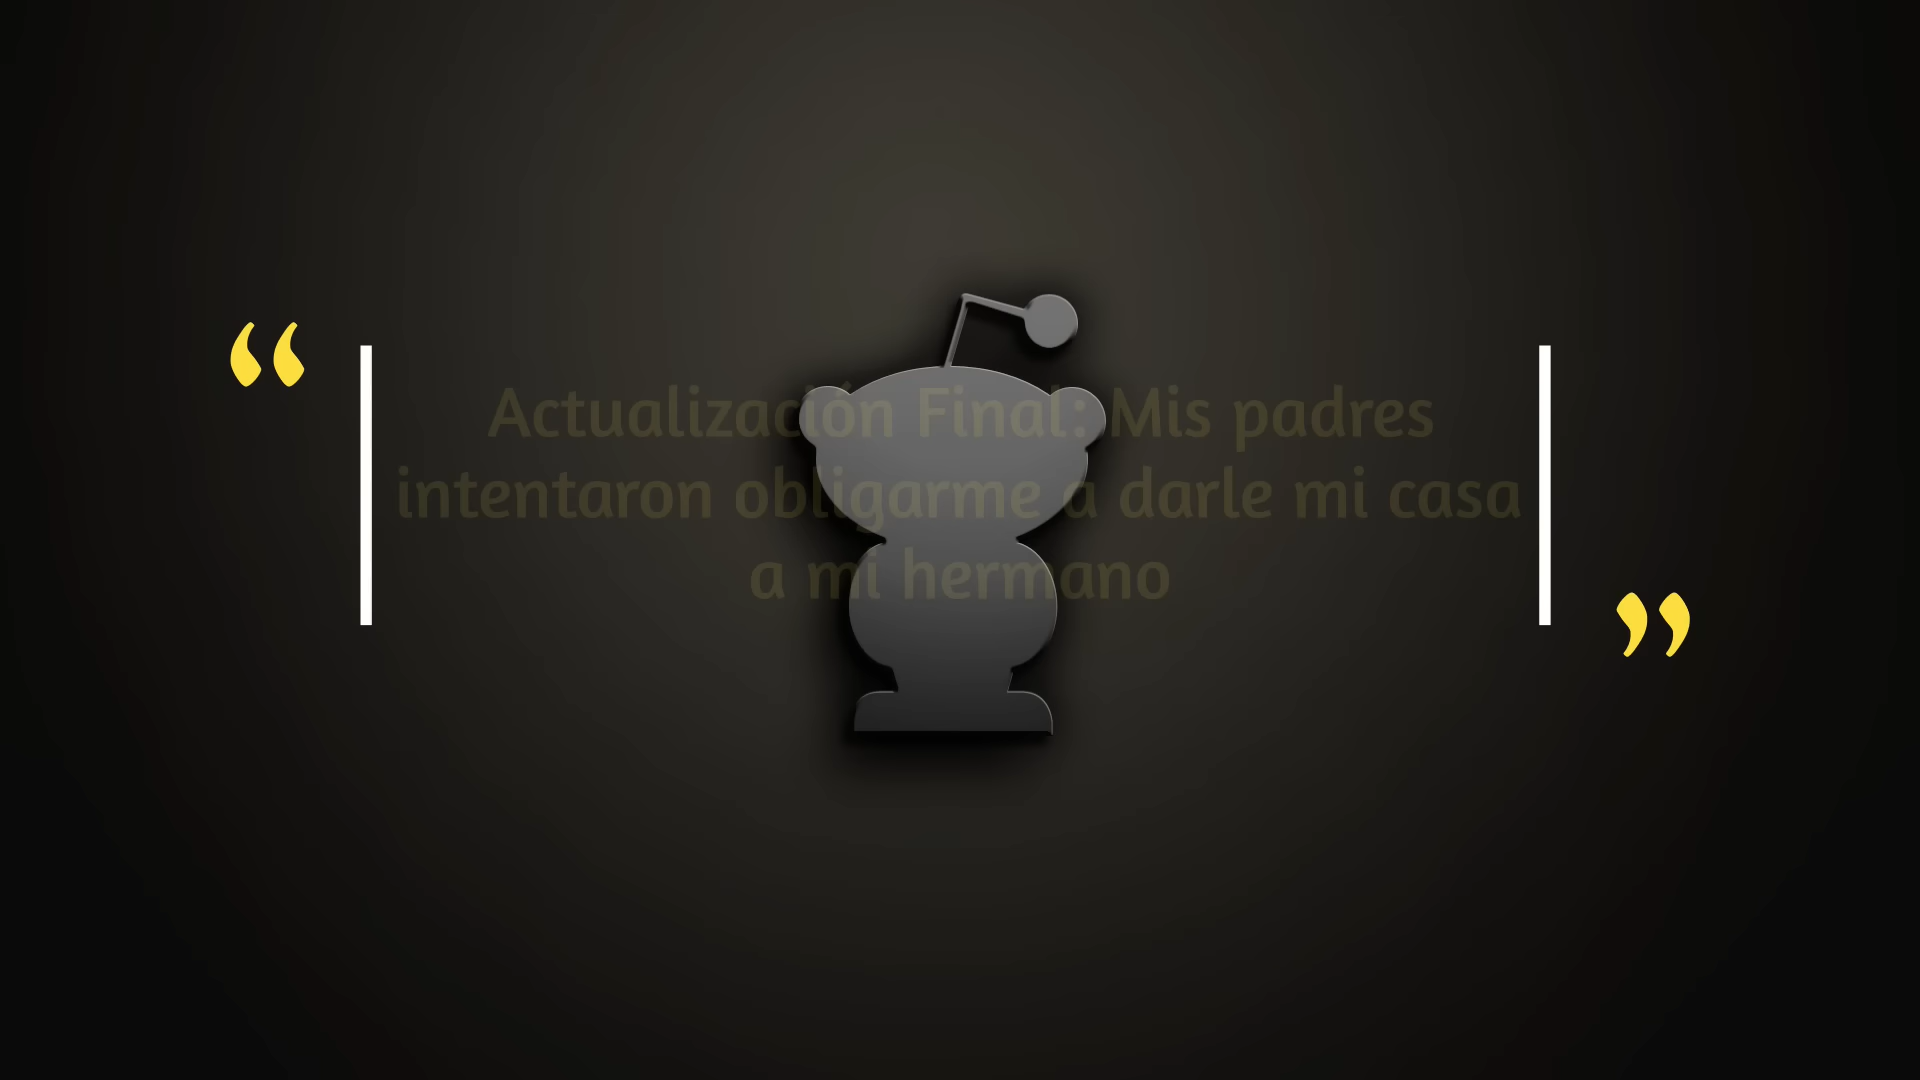 “
Actualización Final: Mis padres
intentaron obligarme a darle mi casa
a mi hermano
”